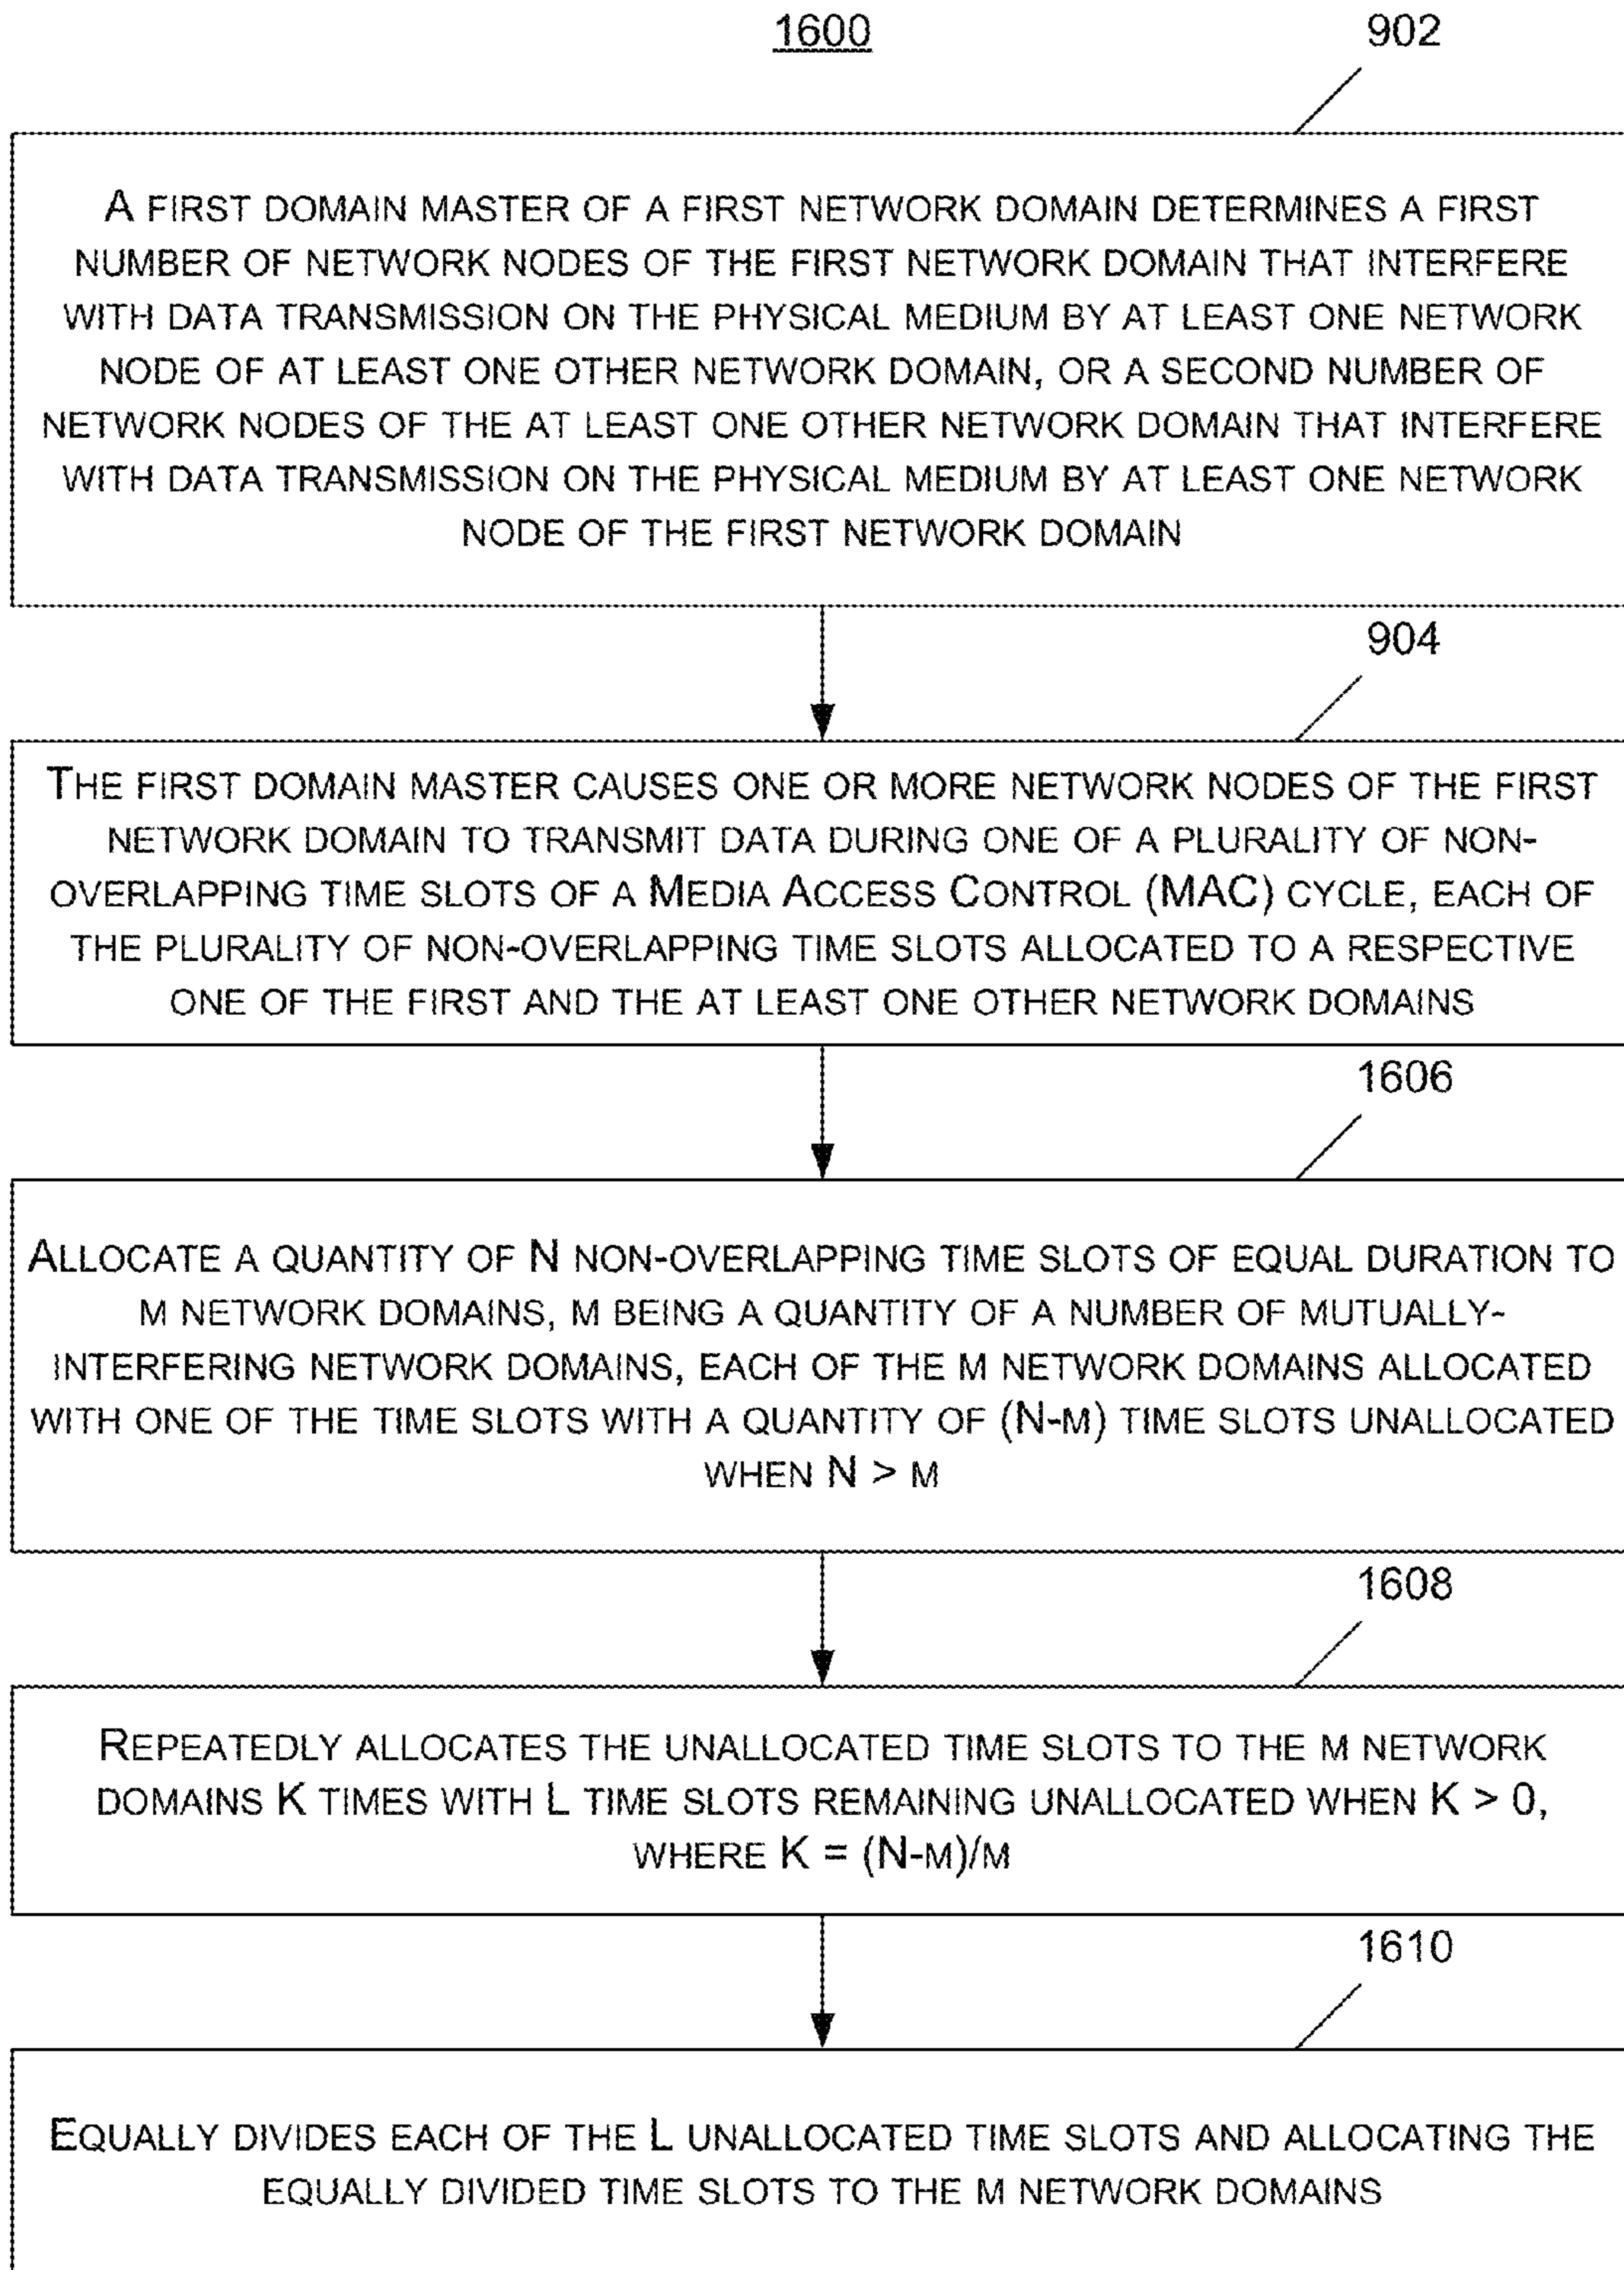 1600
902
A FIRST DOMAIN MASTER OF A FIRST NETWORK DOMAIN DETERMINES A FIRST
NUMBER OF NETWORK NODES OF THE FIRST NETWORK DOMAIN THAT INTERFERE
WITH DATA TRANSMISSION ON THE PHYSICAL MEDIUM BY AT LEAST ONE NETWORK
NODE OF AT LEAST ONE OTHER NETWORK DOMAIN, OR A SECOND NUMBER OF
NETWORK NODES OF THE AT LEAST ONE OTHER NETWORK DOMAIN THAT INTERFERE
WITH DATA TRANSMISSION ON THE PHYSICAL MEDIUM BY AT LEAST ONE NETWORK
NODE OF THE FIRST NETWORK DOMAIN
904
THE FIRST DOMAIN MASTER CAUSES ONE OR MORE NETWORK NODES OF THE FIRST
NETWORK DOMAIN TO TRANSMIT DATA DURING ONE OF A PLURALITY OF NON-
OVERLAPPING TIME SLOTS OF A MEDIA ACCESS CONTROL (MAC) CYCLE, EACH OF
THE PLURALITY OF NON-OVERLAPPING TIME SLOTS ALLOCATED TO A RESPECTIVE
ONE OF THE FIRST AND THE AT LEAST ONE OTHER NETWORK DOMAINS
1606
ALLOCATE A QUANTITY OF N NON-OVERLAPPING TIME SLOTS OF EQUAL DURATION TO
M NETWORK DOMAINS, M BEING A QUANTITY OF A NUMBER OF MUTUALLY-
INTERFERING NETWORK DOMAINS, EACH OF THE M NETWORK DOMAINS ALLOCATED
WITH ONE OF THE TIME SLOTS WITH A QUANTITY OF (N-M) TIME SLOTS UNALLOCATED
WHEN N > M
1608
REPEATEDLY ALLOCATES THE UNALLOCATED TIME SLOTS TO THE M NETWORK
DOMAINS K TIMES WITH L TIME SLOTS REMAINING UNALLOCATED WHEN K > 0,
WHERE K = (N-M)/M
1610
EQUALLY DIVIDES EACH OF THE L UNALLOCATED TIME SLOTS AND ALLOCATING THE
EQUALLY DIVIDED TIME SLOTS TO THE M NETWORK DOMAINS